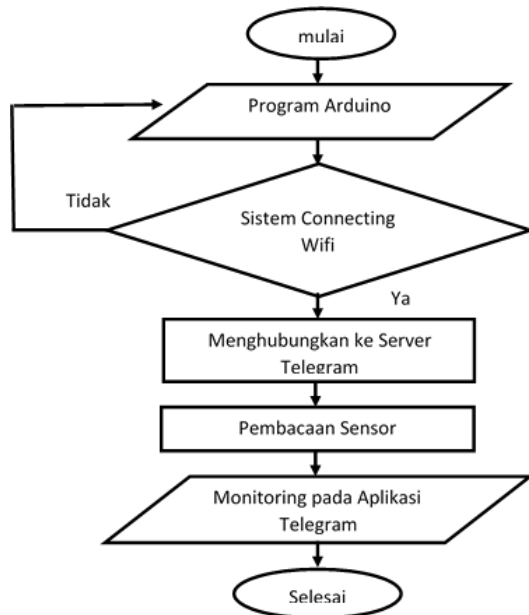 mulai
Program Arduino
Tidak
Sistem Connecting
Wifi
Ya
Menghubungkan ke Server
Telegram
Pembacaan Sensor
Monitoring pada Aplikasi
Telegram
Selesai